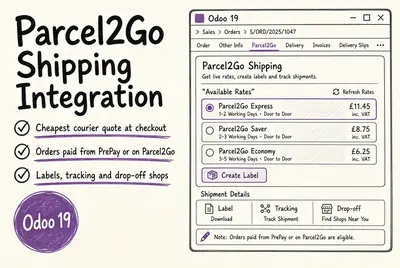 Parcel2Go
Shipping
Integration
Cheapest courier quote at checkout
Orders paid from PrePay or on Parcel2Go
Labels, tracking and drop-off shops
Odoo 19
Odoo 19
> Sales > Orders > S/ORD/2025/1047
Order Other Info Parcel2Go Delivery Invoices Delivery Slips
Parcel2Go Shipping
Get live rates, create labels and track shipments.
"Available Rates" Refresh Rates
Parcel2Go Express £11.45
1-2 Working Days • Door to Door inc. VAT
Parcel2Go Saver £8.75
2-3 Working Days • Door to Door inc. VAT
Parcel2Go Economy £6.25
3-5 Working Days • Door to Door inc. VAT
Create Label
Shipment Details
Label Tracking Drop-off
Download Track Shipment Find Shops Near You
Note: Orders paid from PrePay or on Parcel2Go are eligible.